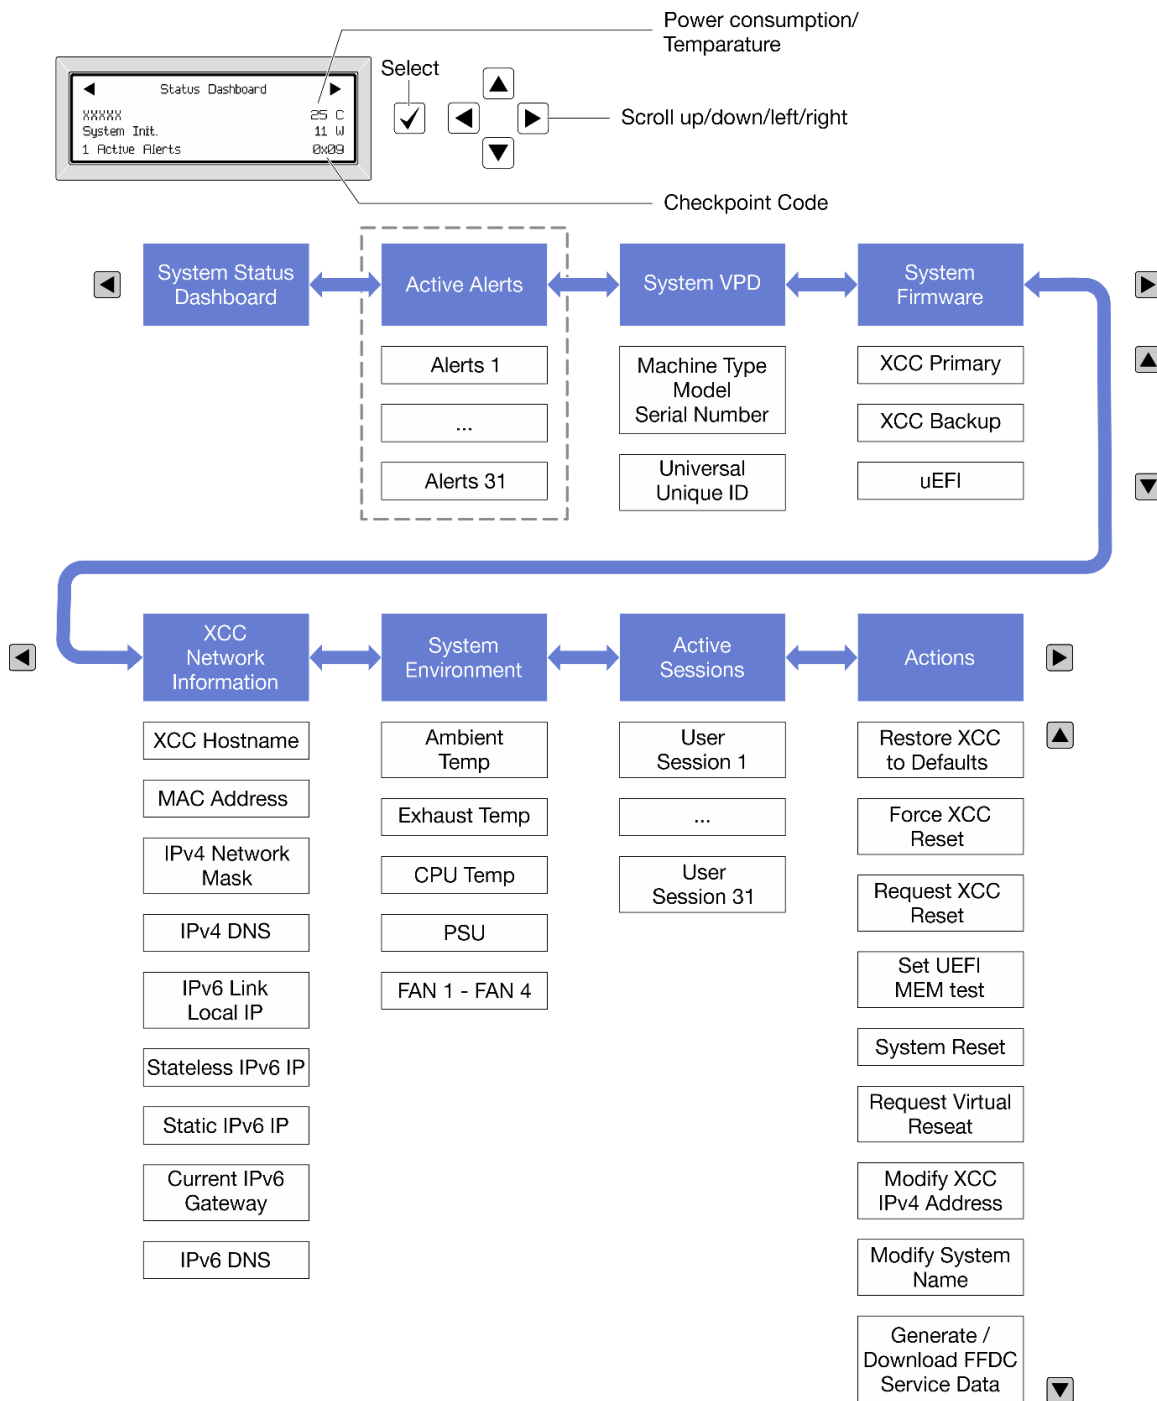 Power consumption/
Temparature
Select
Status Dashboard
XXXXX 25 C
System Init. 11 W
1 Active Alerts 0x09
Scroll up/down/left/right
Checkpoint Code
System Status
Dashboard
Active Alerts
System VPD
System
Firmware
Alerts 1
...
Alerts 31
Machine Type
Model
Serial Number
Universal
Unique ID
XCC Primary
XCC Backup
uEFI
XCC
Network
Information
System
Environment
Active
Sessions
Actions
XCC Hostname
MAC Address
IPv4 Network
Mask
IPv4 DNS
IPv6 Link
Local IP
Stateless IPv6 IP
Static IPv6 IP
Current IPv6
Gateway
IPv6 DNS
Ambient
Temp
Exhaust Temp
CPU Temp
PSU
FAN 1 - FAN 4
User
Session 1
...
User
Session 31
Restore XCC
to Defaults
Force XCC
Reset
Request XCC
Reset
Set UEFI
MEM test
System Reset
Request Virtual
Reseat
Modify XCC
IPv4 Address
Modify System
Name
Generate /
Download FFDC
Service Data